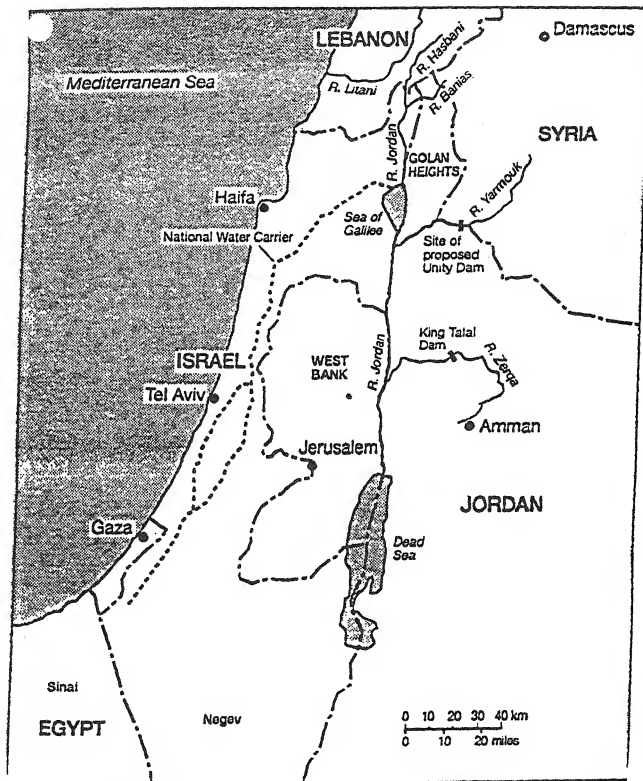 LEBANON
Damascus
R. Hasbani
Mediterranean Sea
R. Litani
R. Banias
SYRIA
R. Jordan
GOLAN
HEIGHTS
R. Yarmouk
Haifa
Sea of
Galilee
National Water Carrier
Site of
proposed
Unity Dam
King Talal
Dam
ISRAEL
WEST
BANK
R. Jordan
R. Zerqa
Tel Aviv
Amman
Jerusalem
JORDAN
Gaza
Dead
Sea
Sinai
Negev
EGYPT
0 10 20 30 40 km
0 10 20 miles